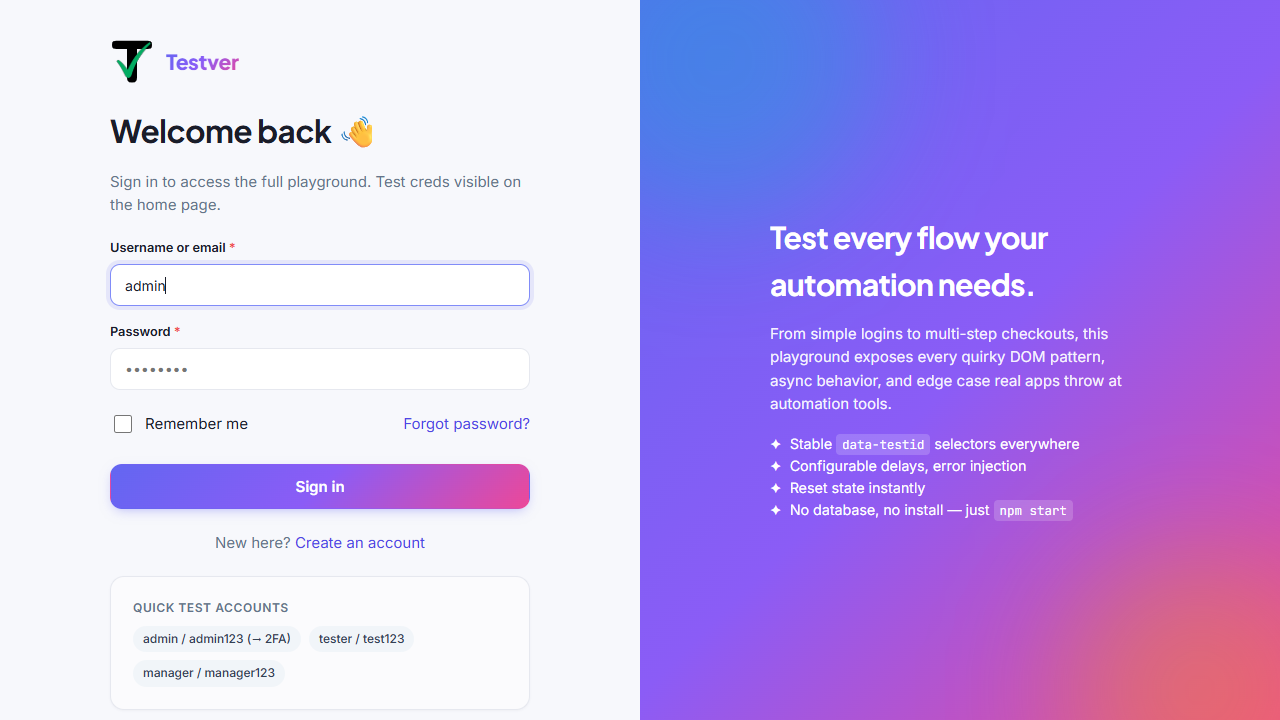 Testver
Welcome back 👋
Sign in to access the full playground. Test creds visible on
the home page.
Username or email *
admin
Password *
••••••••
Remember me
Forgot password?
Sign in
New here? Create an account
QUICK TEST ACCOUNTS
admin / admin123 (→ 2FA)
tester / test123
manager / manager123
Test every flow your
automation needs.
From simple logins to multi-step checkouts, this
playground exposes every quirky DOM pattern,
async behavior, and edge case real apps throw at
automation tools.
✦ Stable data-testid selectors everywhere
✦ Configurable delays, error injection
✦ Reset state instantly
✦ No database, no install — just npm start